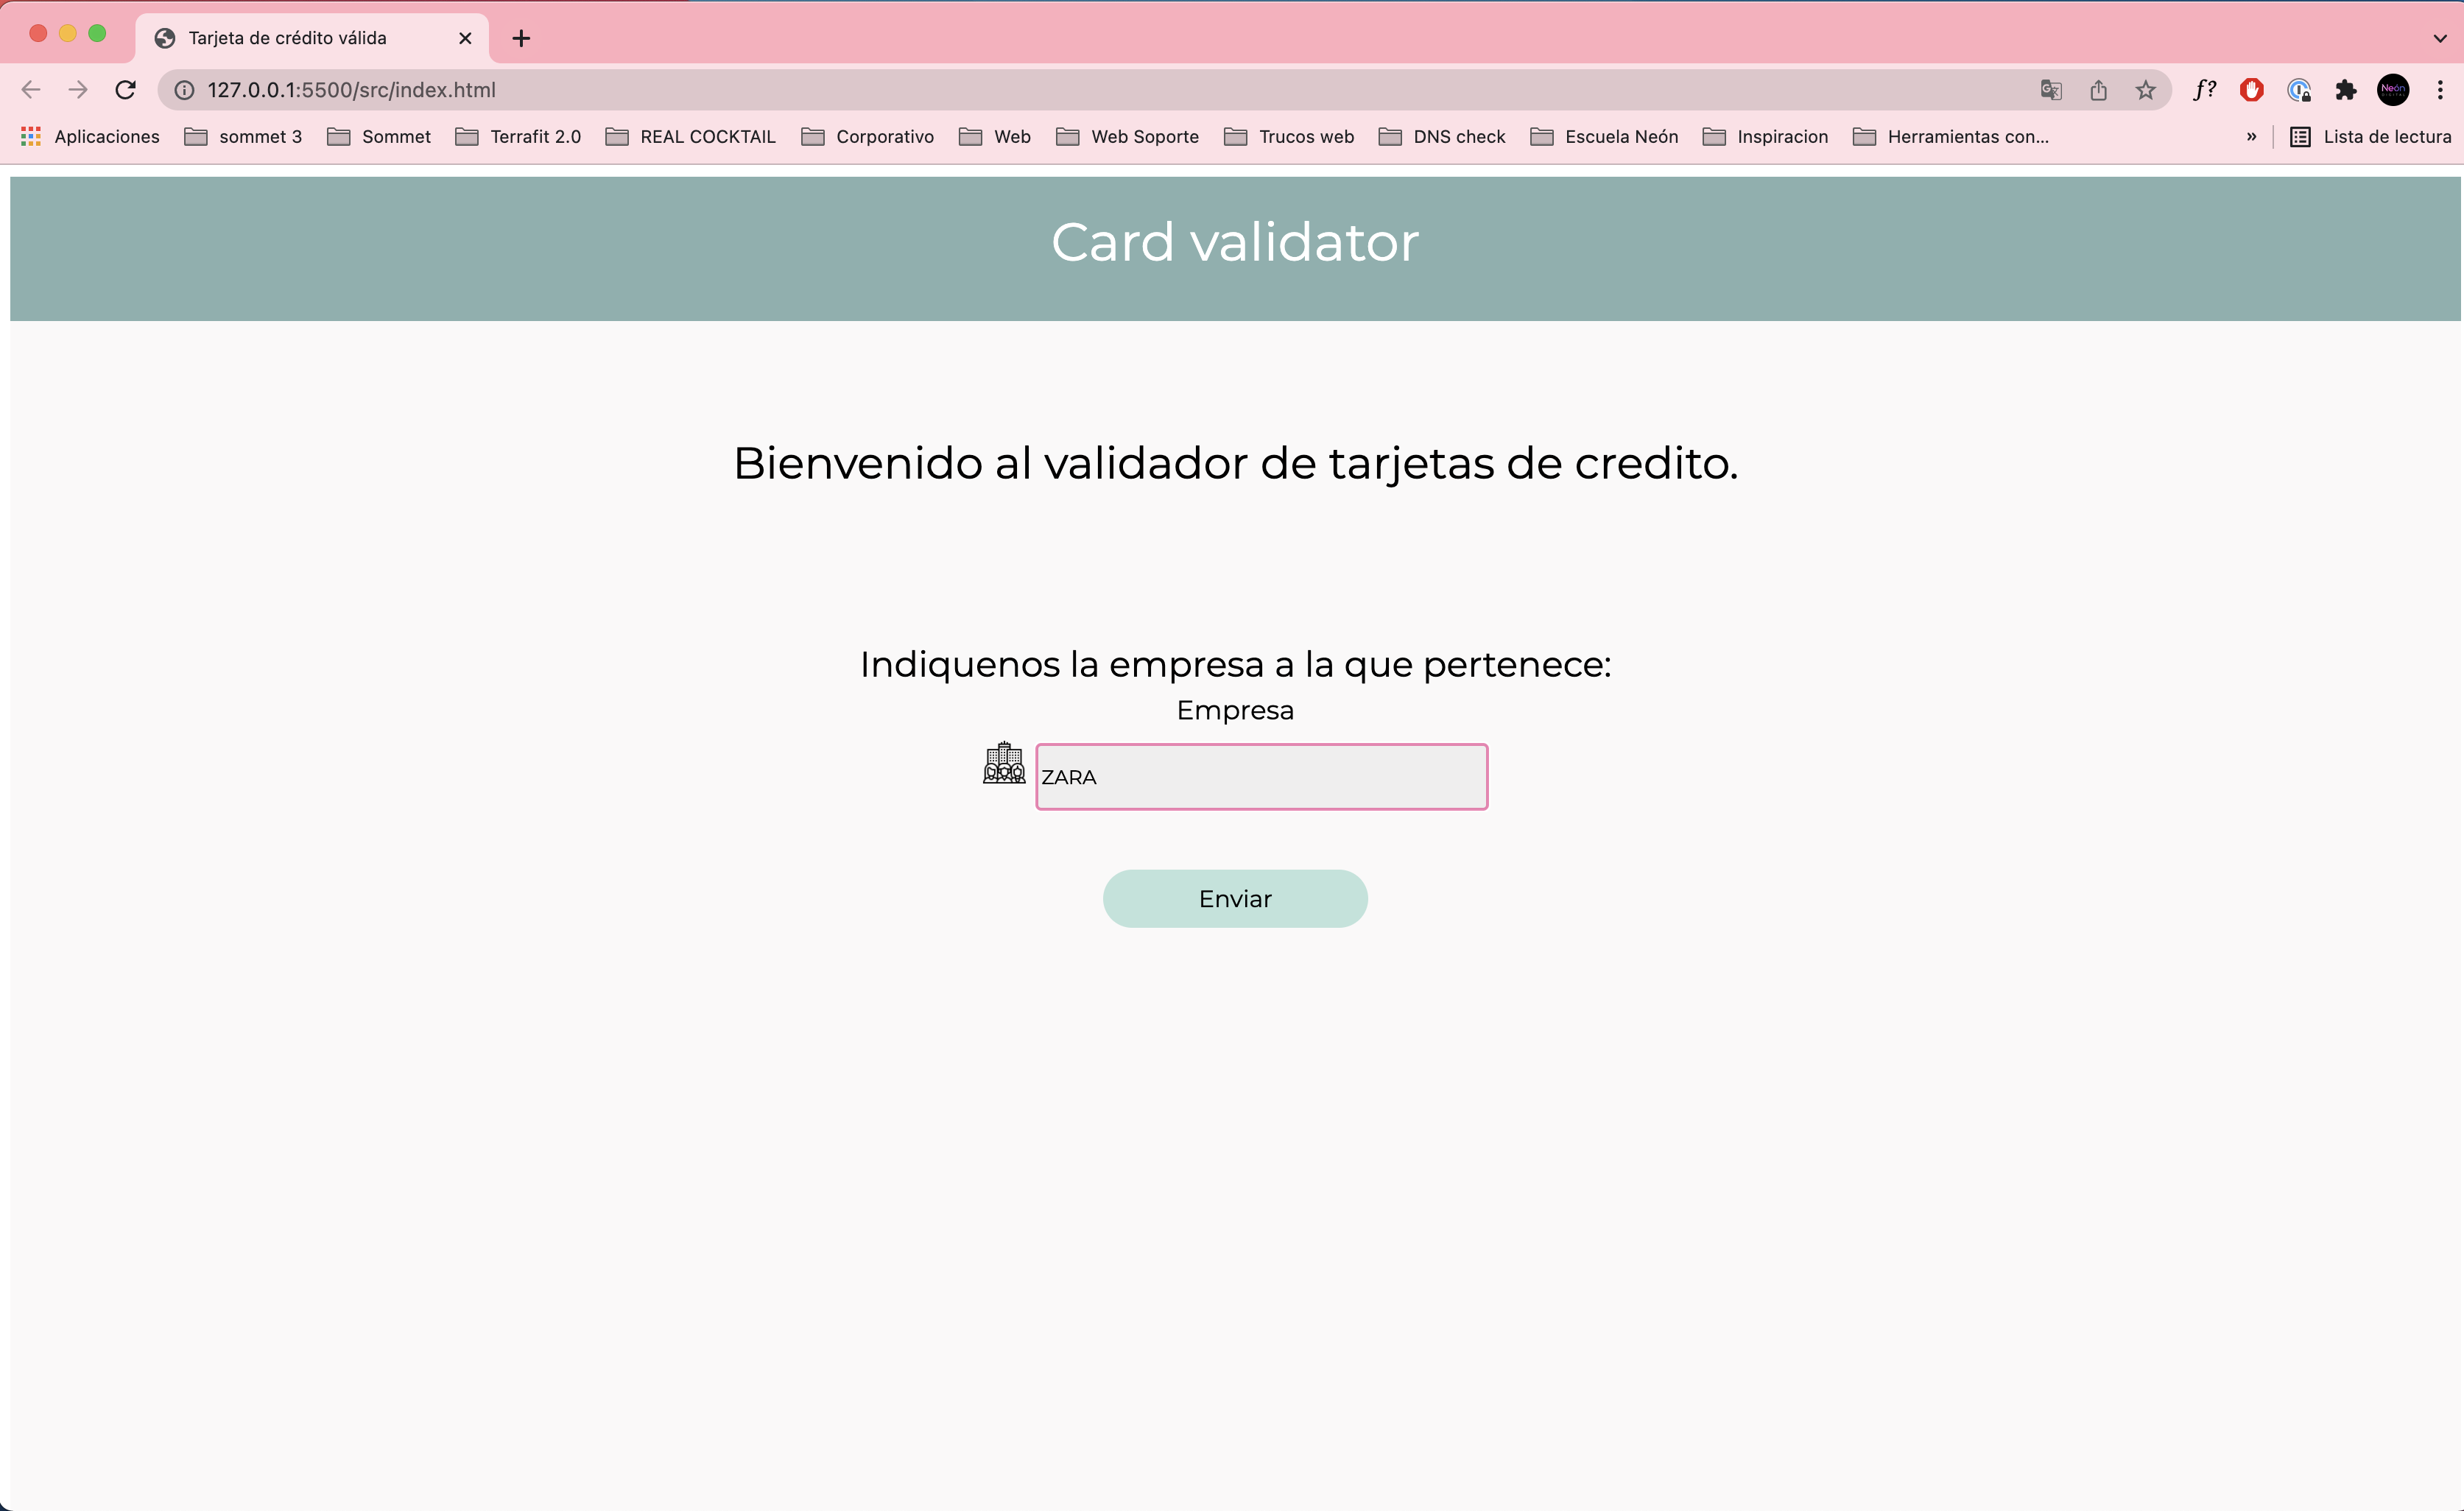 Tarjeta de crédito válida
127.0.0.1:5500/src/index.html
f?
Neón
Aplicaciones sommet 3 Sommet Terrafit 2.0 REAL COCKTAIL Corporativo Web Web Soporte Trucos web DNS check Escuela Neón Inspiracion Herramientas con... » Lista de lectura
Card validator
Bienvenido al validador de tarjetas de credito.
Indiquenos la empresa a la que pertenece:
Empresa
ZARA
Enviar